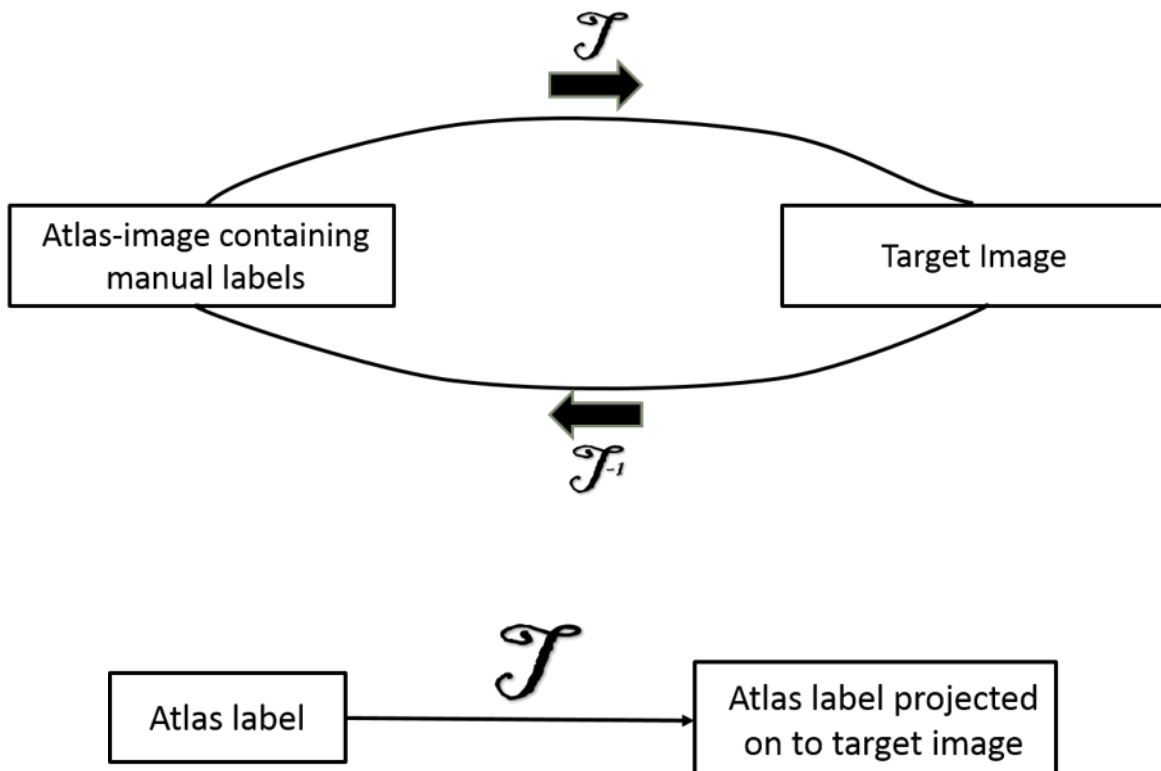 𝒯
Atlas-image containing
manual labels
Target Image
𝒯-1
𝒯
Atlas label
Atlas label projected
on to target image